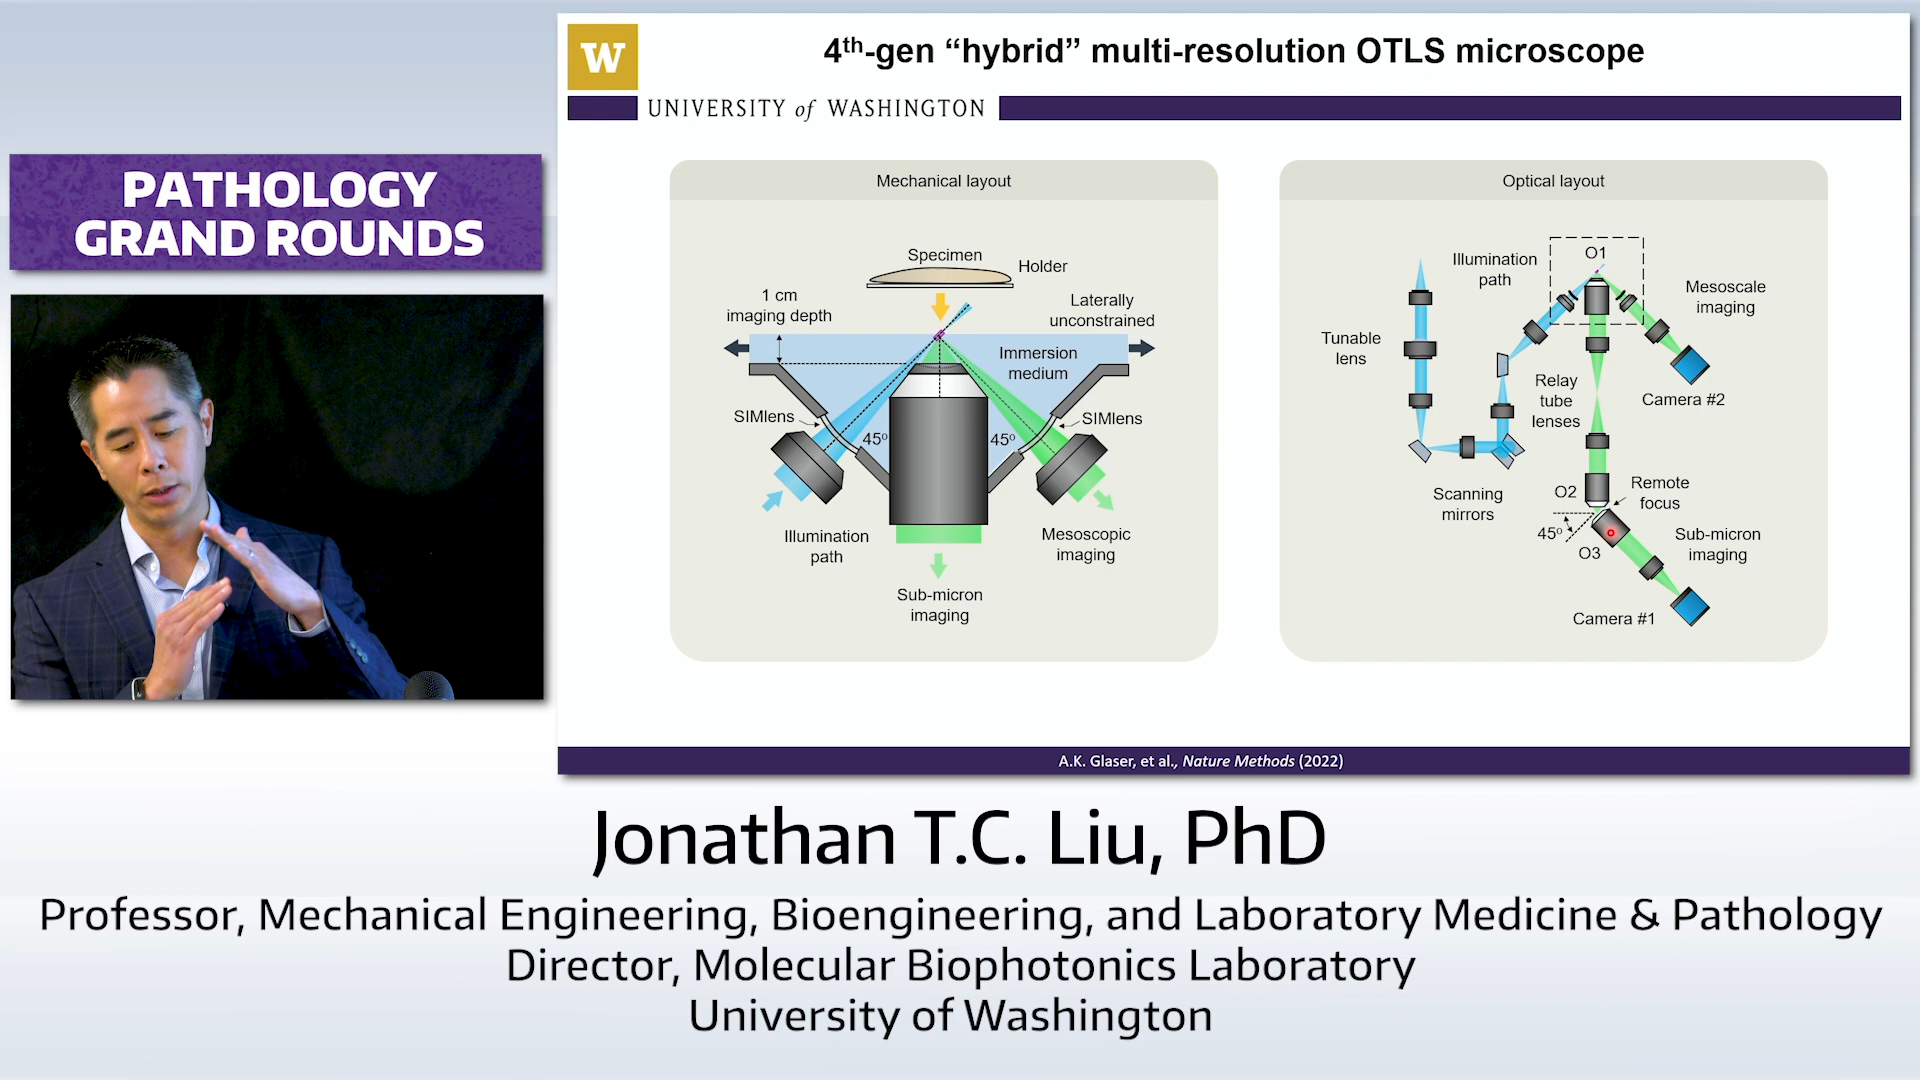 PATHOLOGY
GRAND ROUNDS
W
4th-gen “hybrid” multi-resolution OTLS microscope
UNIVERSITY of WASHINGTON
Mechanical layout
Specimen
Holder
1 cm
imaging depth
Laterally
unconstrained
Immersion
medium
SIMlens
SIMlens
45º
45º
Illumination
path
Mesoscopic
imaging
Sub-micron
imaging
Optical layout
Illumination
path
O1
Mesoscale
imaging
Tunable
lens
Relay
tube
lenses
Camera #2
Scanning
mirrors
O2
Remote
focus
45º
O3
Sub-micron
imaging
Camera #1
A.K. Glaser, et al., Nature Methods (2022)
Jonathan T.C. Liu, PhD
Professor, Mechanical Engineering, Bioengineering, and Laboratory Medicine & Pathology
Director, Molecular Biophotonics Laboratory
University of Washington